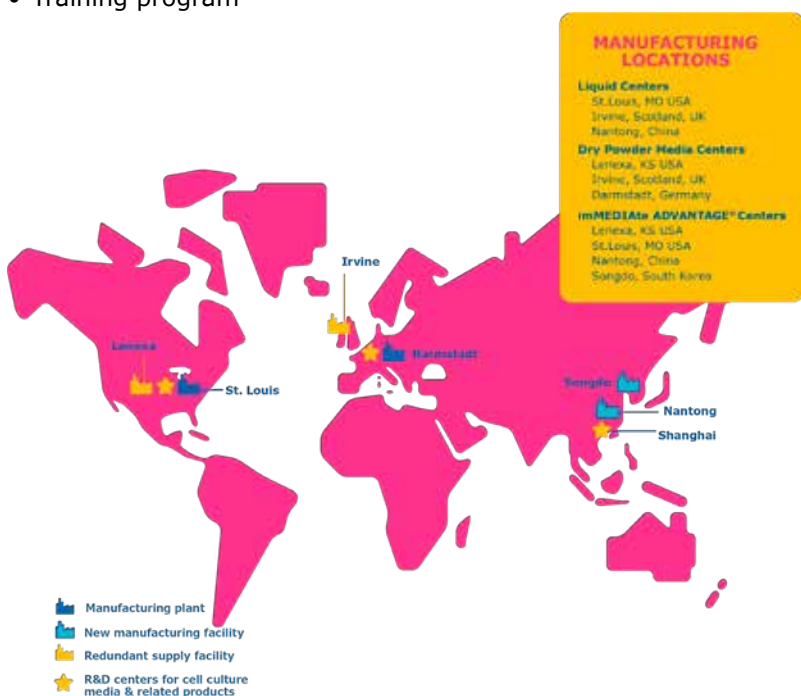 • Training program
MANUFACTURING
LOCATIONS
Liquid Centers
St.Louis, MO USA
Irvine, Scotland, UK
Nantong, China
Dry Powder Media Centers
Lenexa, KS USA
Irvine, Scotland, UK
Darmstadt, Germany
imMEDIAte ADVANTAGE® Centers
Lenexa, KS USA
St.Louis, MO USA
Nantong, China
Songdo, South Korea
Irvine
Lenexa
Darmstadt
St. Louis
Songdo
Nantong
Shanghai
Manufacturing plant
New manufacturing facility
Redundant supply facility
R&D centers for cell culture
media & related products